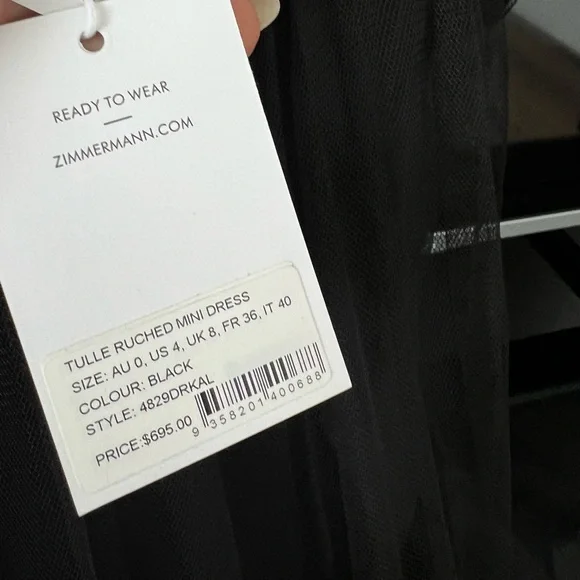 READY TO WEAR
ZIMMERMANN.COM
TULLE RUCHED MINI DRESS
SIZE: AU 0, US 4, UK 8, FR 36, IT 40
COLOUR: BLACK
STYLE: 4829DRKAL
PRICE:$695.00
9 358201 400688